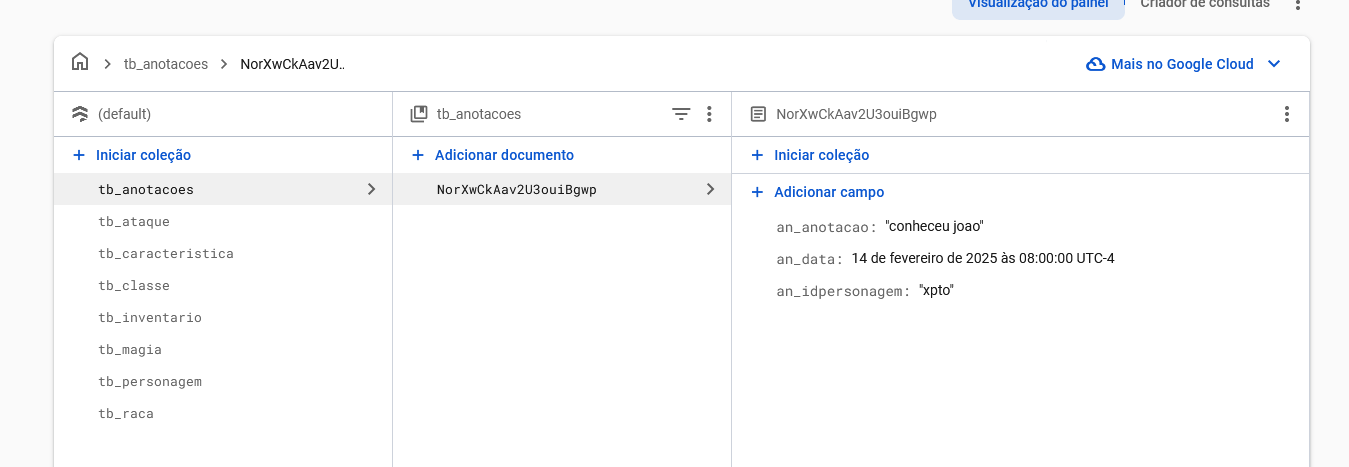 Visualização do painel Criador de consultas
tb_anotacoes NorXwCkAav2U.. Mais no Google Cloud
(default) tb_anotacoes NorXwCkAav2U3ouiBgwp
+ Iniciar coleção + Adicionar documento + Iniciar coleção
tb_anotacoes NorXwCkAav2U3ouiBgwp + Adicionar campo
tb_ataque an_anotacao: "conheceu joao"
tb_caracteristica an_data: 14 de fevereiro de 2025 às 08:00:00 UTC-4
tb_classe an_idpersonagem: "xpto"
tb_inventario
tb_magia
tb_personagem
tb_raca